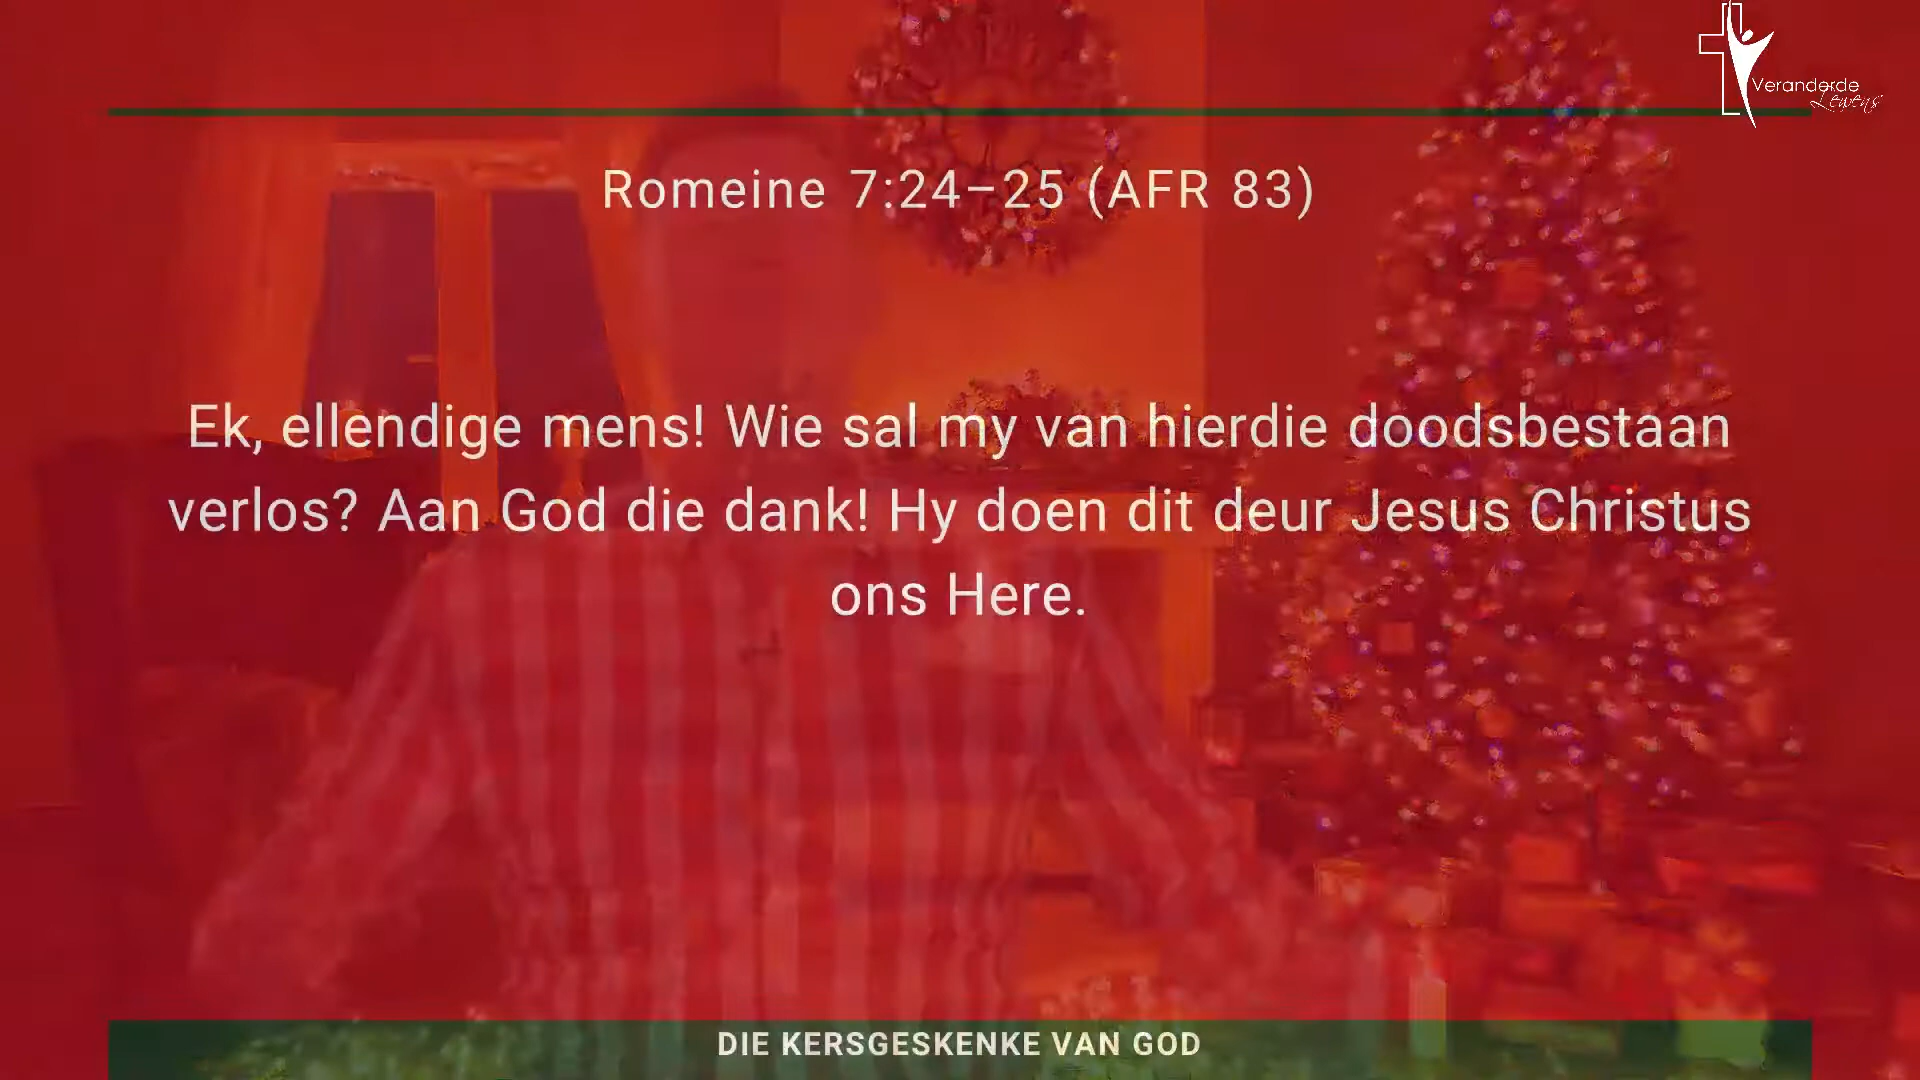 Veranderde
Lewens
Romeine 7:24–25 (AFR 83)
Ek, ellendige mens! Wie sal my van hierdie doodsbestaan
verlos? Aan God die dank! Hy doen dit deur Jesus Christus
ons Here.
DIE KERSGESKENKE VAN GOD